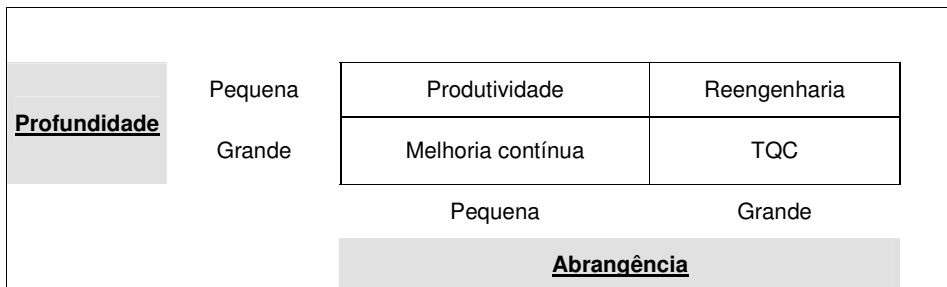 Pequena Produtividade Reengenharia
Profundidade
Grande Melhoria contínua TQC
Pequena Grande
Abrangência